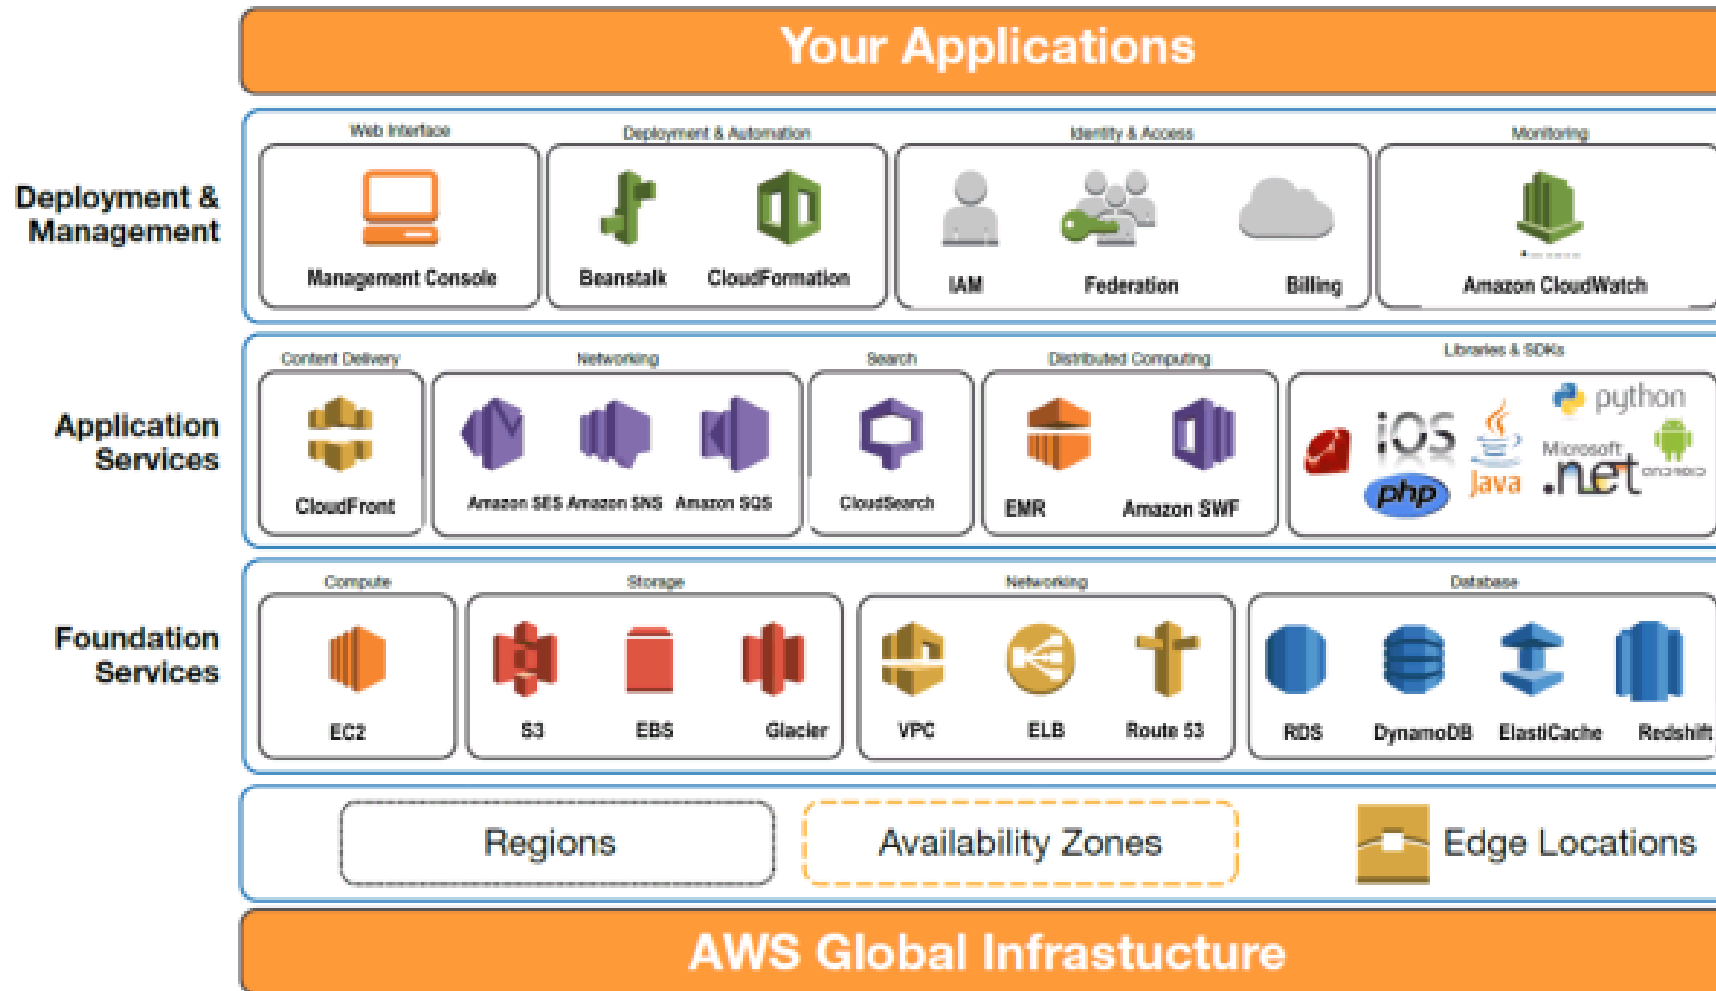 Your Applications
Deployment &
Management
Web Interface
Deployment & Automation
Identity & Access
Monitoring
Management Console
Beanstalk
CloudFormation
IAM
Federation
Billing
Amazon CloudWatch
Application
Services
Content Delivery
Networking
Search
Distributed Computing
Libraries & SDKs
CloudFront
Amazon SES
Amazon SNS
Amazon SQS
CloudSearch
EMR
Amazon SWF
python
iOS
Java
Microsoft
.net
ANDROID
php
Foundation
Services
Compute
Storage
Networking
Database
EC2
S3
EBS
Glacier
VPC
ELB
Route 53
RDS
DynamoDB
ElastiCache
Redshift
Regions
Availability Zones
Edge Locations
AWS Global Infrastucture